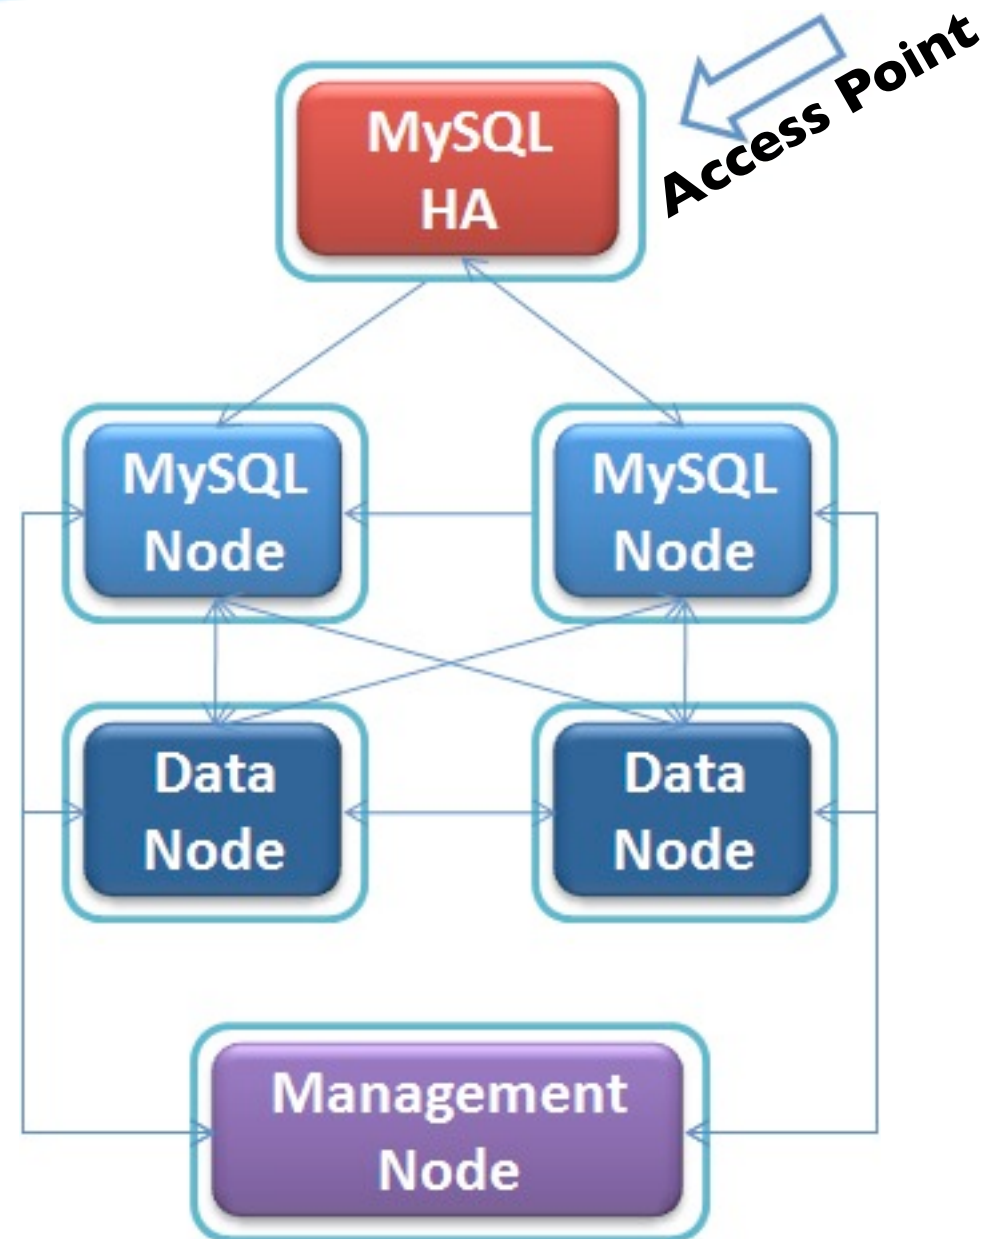 Access Point
MySQL
HA
MySQL
Node
MySQL
Node
Data
Node
Data
Node
Management
Node